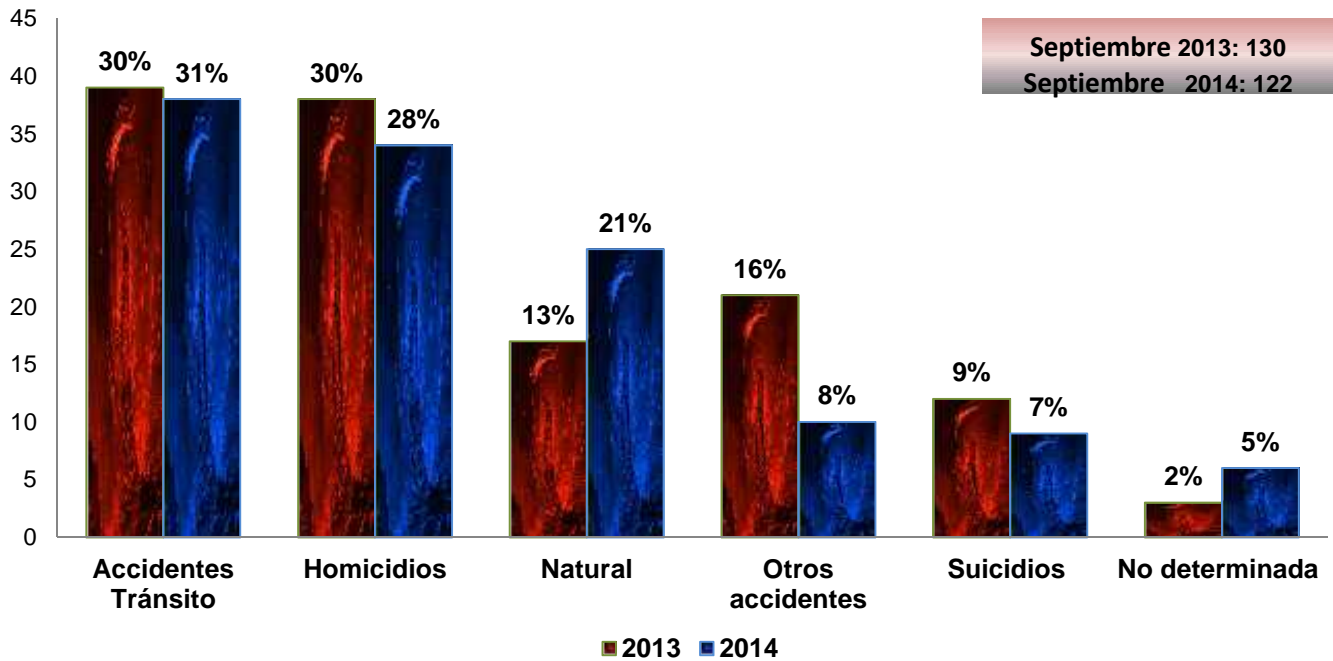 45
40
35
30
25
20
15
10
5
0
Septiembre 2013: 130
Septiembre 2014: 122
30% 31% 30% 28% 13% 21% 16% 8% 9% 7% 2% 5%
Accidentes Tránsito
Homicidios
Natural
Otros accidentes
Suicidios
No determinada
2013 2014